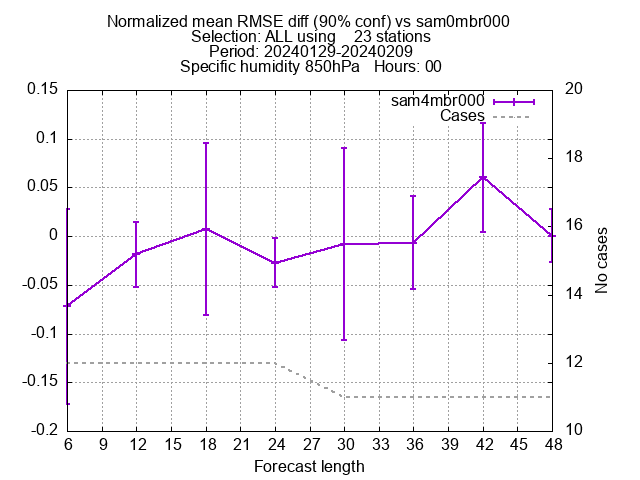 Normalized mean RMSE diff (90% conf) vs sam0mbr000
Selection: ALL using    23 stations
Period: 20240129-20240209
Specific humidity 850hPa   Hours: 00
sam4mbr000
Cases
0.15
0.1
0.05
0
-0.05
-0.1
-0.15
-0.2
20
18
16
14
12
10
No cases
6 9 12 15 18 21 24 27 30 33 36 39 42 45 48
Forecast length